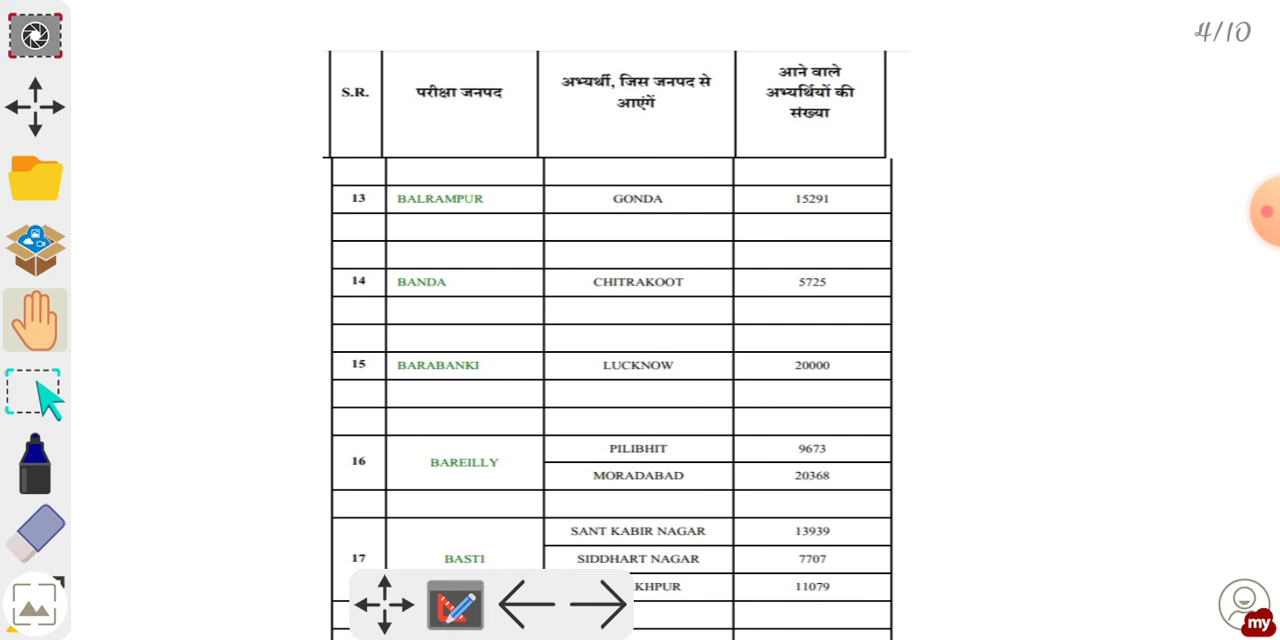 4/10
S.R. परीक्षा जनपद अभ्यर्थी, जिस जनपद से आएंगें आने वाले अभ्यर्थियों की संख्या
13 BALRAMPUR GONDA 15291
14 BANDA CHITRAKOOT 5725
15 BARABANKI LUCKNOW 20000
16 BAREILLY PILIBHIT 9673
MORADABAD 20368
SANT KABIR NAGAR 13939
17 BASTI SIDDHART NAGAR 7707
KHPUR 11079
my